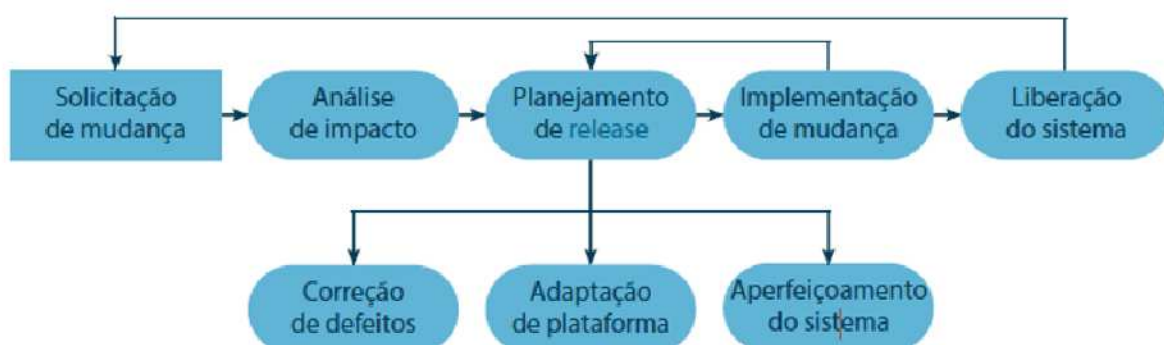 Solicitação
de mudança
Análise
de impacto
Planejamento
de release
Implementação
de mudança
Liberação
do sistema
Correção
de defeitos
Adaptação
de plataforma
Aperfeiçoamento
do sistema